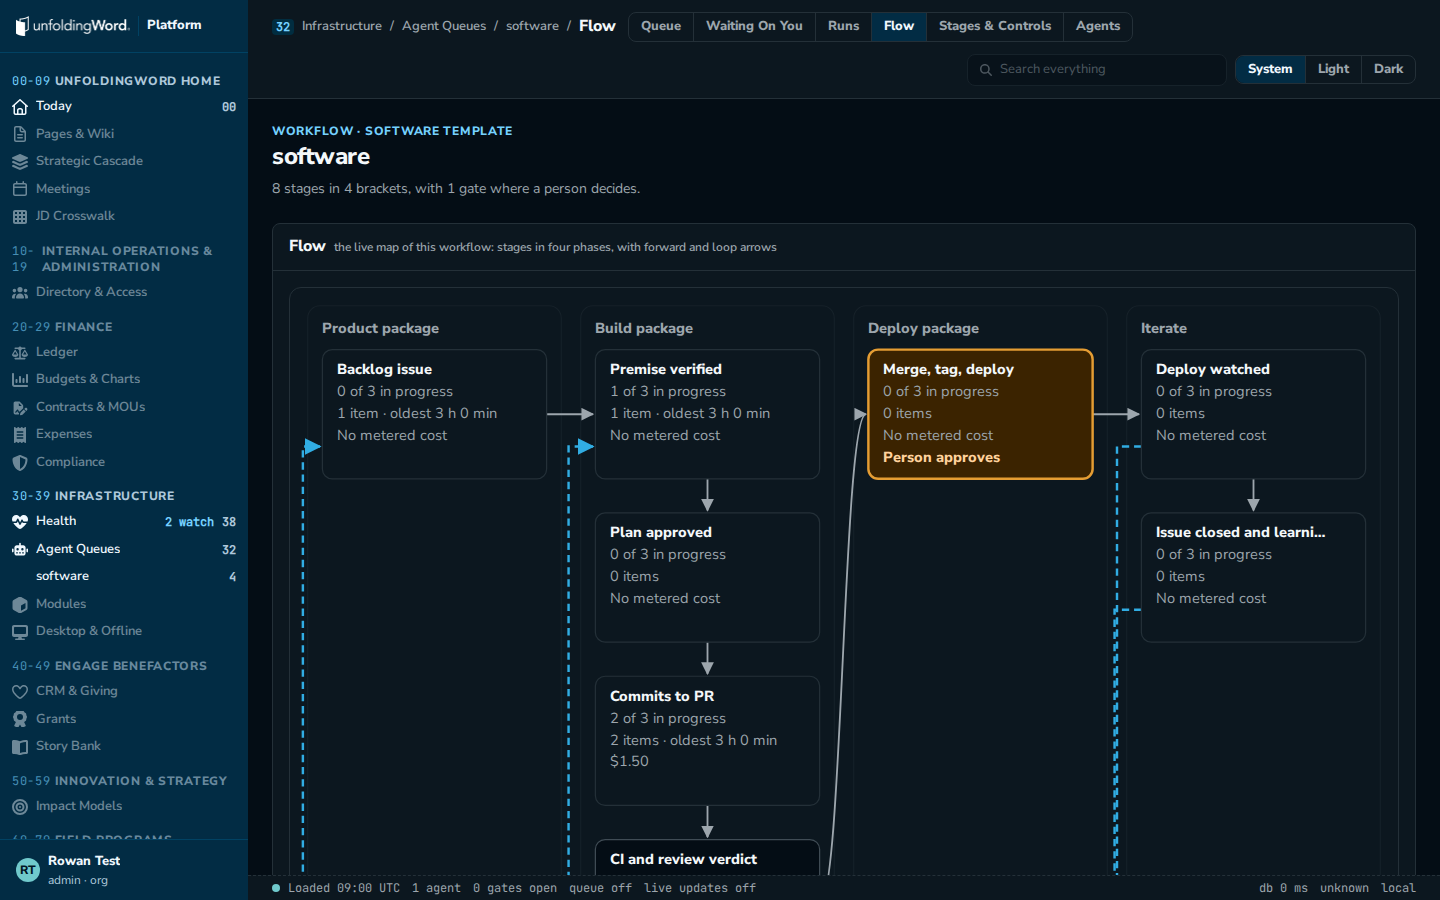 unfoldingWord. Platform
00-09 UNFOLDINGWORD HOME
Today 00
Pages & Wiki
Strategic Cascade
Meetings
JD Crosswalk
10-19 INTERNAL OPERATIONS & ADMINISTRATION
Directory & Access
20-29 FINANCE
Ledger
Budgets & Charts
Contracts & MOUs
Expenses
Compliance
30-39 INFRASTRUCTURE
Health 2 watch 38
Agent Queues 32
software 4
Modules
Desktop & Offline
40-49 ENGAGE BENEFACTORS
CRM & Giving
Grants
Story Bank
50-59 INNOVATION & STRATEGY
Impact Models
60-70 FIELD PROGRAMS
RT Rowan Test
admin · org
32 Infrastructure / Agent Queues / software / Flow
Queue Waiting On You Runs Flow Stages & Controls Agents
Search everything
System Light Dark
WORKFLOW · SOFTWARE TEMPLATE
software
8 stages in 4 brackets, with 1 gate where a person decides.
Flow the live map of this workflow: stages in four phases, with forward and loop arrows
Product package
Backlog issue
0 of 3 in progress
1 item · oldest 3 h 0 min
No metered cost
Build package
Premise verified
1 of 3 in progress
1 item · oldest 3 h 0 min
No metered cost
Plan approved
0 of 3 in progress
0 items
No metered cost
Commits to PR
2 of 3 in progress
2 items · oldest 3 h 0 min
$1.50
CI and review verdict
Deploy package
Merge, tag, deploy
0 of 3 in progress
0 items
No metered cost
Person approves
Iterate
Deploy watched
0 of 3 in progress
0 items
No metered cost
Issue closed and learni...
0 of 3 in progress
0 items
No metered cost
Loaded 09:00 UTC 1 agent 0 gates open queue off live updates off
db 0 ms unknown local